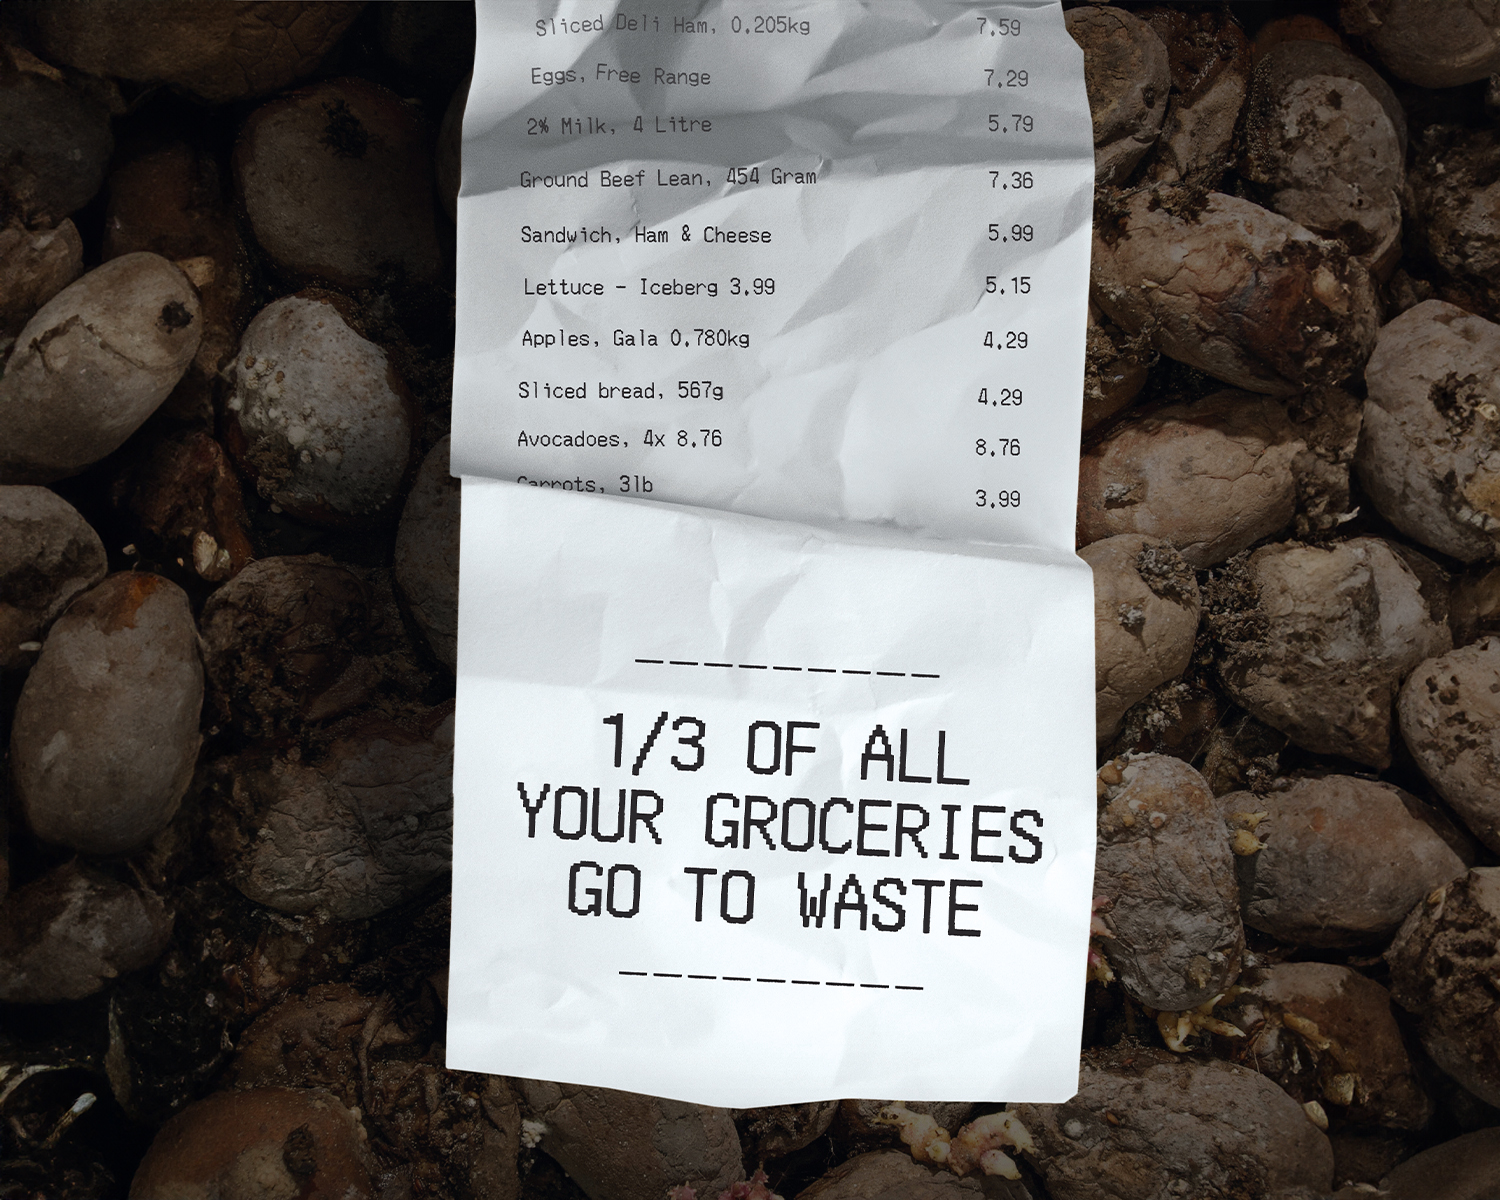 Sliced Deli Ham, 0.205kg 7.59
Eggs, Free Range 7.29
2% Milk, 4 Litre 5.79
Ground Beef Lean, 454 Gram 7.36
Sandwich, Ham & Cheese 5.99
Lettuce - Iceberg 3.99 5.15
Apples, Gala 0.780kg 4.29
Sliced bread, 567g 4.29
Avocadoes, 4x 8.76 8.76
Carrots, 3lb 3.99
1/3 OF ALL
YOUR GROCERIES
GO TO WASTE